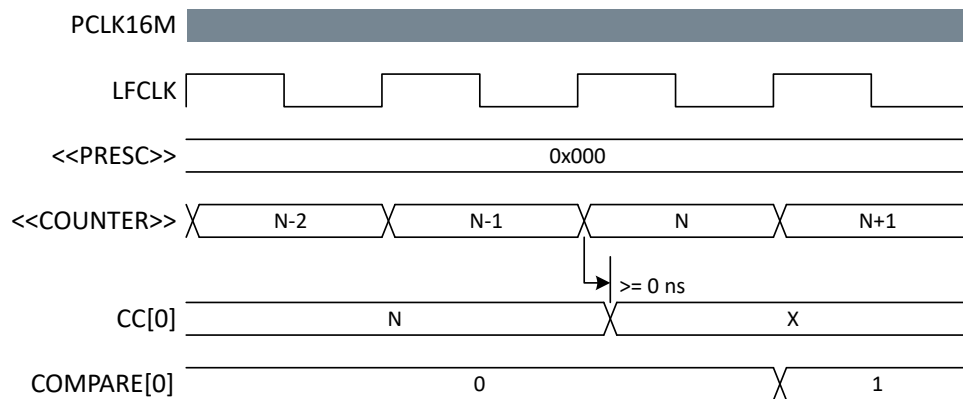 PCLK16M
LFCLK
<<PRESC>> 0x000
<<COUNTER>> N-2 N-1 N N+1
>= 0 ns
CC[0] N X
COMPARE[0] 0 1